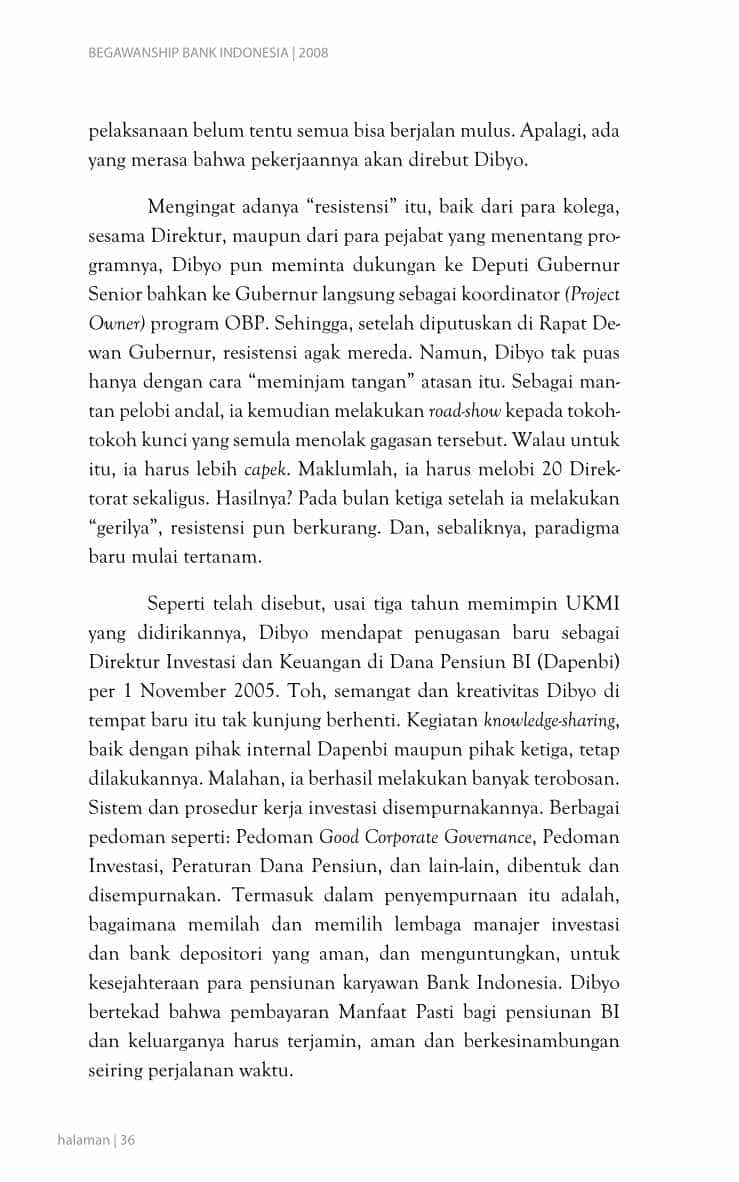 BEGAWANSHIP BANK INDONESIA | 2008
pelaksanaan belum tentu semua bisa berjalan mulus. Apalagi, ada
yang merasa bahwa pekerjaannya akan direbut Dibyo.
Mengingat adanya “resistensi” itu, baik dari para kolega,
sesama Direktur, maupun dari para pejabat yang menentang pro-
gramnya, Dibyo pun meminta dukungan ke Deputi Gubernur
Senior bahkan ke Gubernur langsung sebagai koordinator (Project
Owner) program OBP. Sehingga, setelah diputuskan di Rapat De-
wan Gubernur, resistensi agak mereda. Namun, Dibyo tak puas
hanya dengan cara “meminjam tangan” atasan itu. Sebagai man-
tan pelobi andal, ia kemudian melakukan road-show kepada tokoh-
tokoh kunci yang semula menolak gagasan tersebut. Walau untuk
itu, ia harus lebih capek. Maklumlah, ia harus melobi 20 Direk-
torat sekaligus. Hasilnya? Pada bulan ketiga setelah ia melakukan
“gerilya”, resistensi pun berkurang. Dan, sebaliknya, paradigma
baru mulai tertanam.
Seperti telah disebut, usai tiga tahun memimpin UKMI
yang didirikannya, Dibyo mendapat penugasan baru sebagai
Direktur Investasi dan Keuangan di Dana Pensiun BI (Dapenbi)
per 1 November 2005. Toh, semangat dan kreativitas Dibyo di
tempat baru itu tak kunjung berhenti. Kegiatan knowledge-sharing,
baik dengan pihak internal Dapenbi maupun pihak ketiga, tetap
dilakukannya. Malahan, ia berhasil melakukan banyak terobosan.
Sistem dan prosedur kerja investasi disempurnakannya. Berbagai
pedoman seperti: Pedoman Good Corporate Governance, Pedoman
Investasi, Peraturan Dana Pensiun, dan lain-lain, dibentuk dan
disempurnakan. Termasuk dalam penyempurnaan itu adalah,
bagaimana memilah dan memilih lembaga manajer investasi
dan bank depositori yang aman, dan menguntungkan, untuk
kesejahteraan para pensiunan karyawan Bank Indonesia. Dibyo
bertekad bahwa pembayaran Manfaat Pasti bagi pensiunan BI
dan keluarganya harus terjamin, aman dan berkesinambungan
seiring perjalanan waktu.
halaman | 36